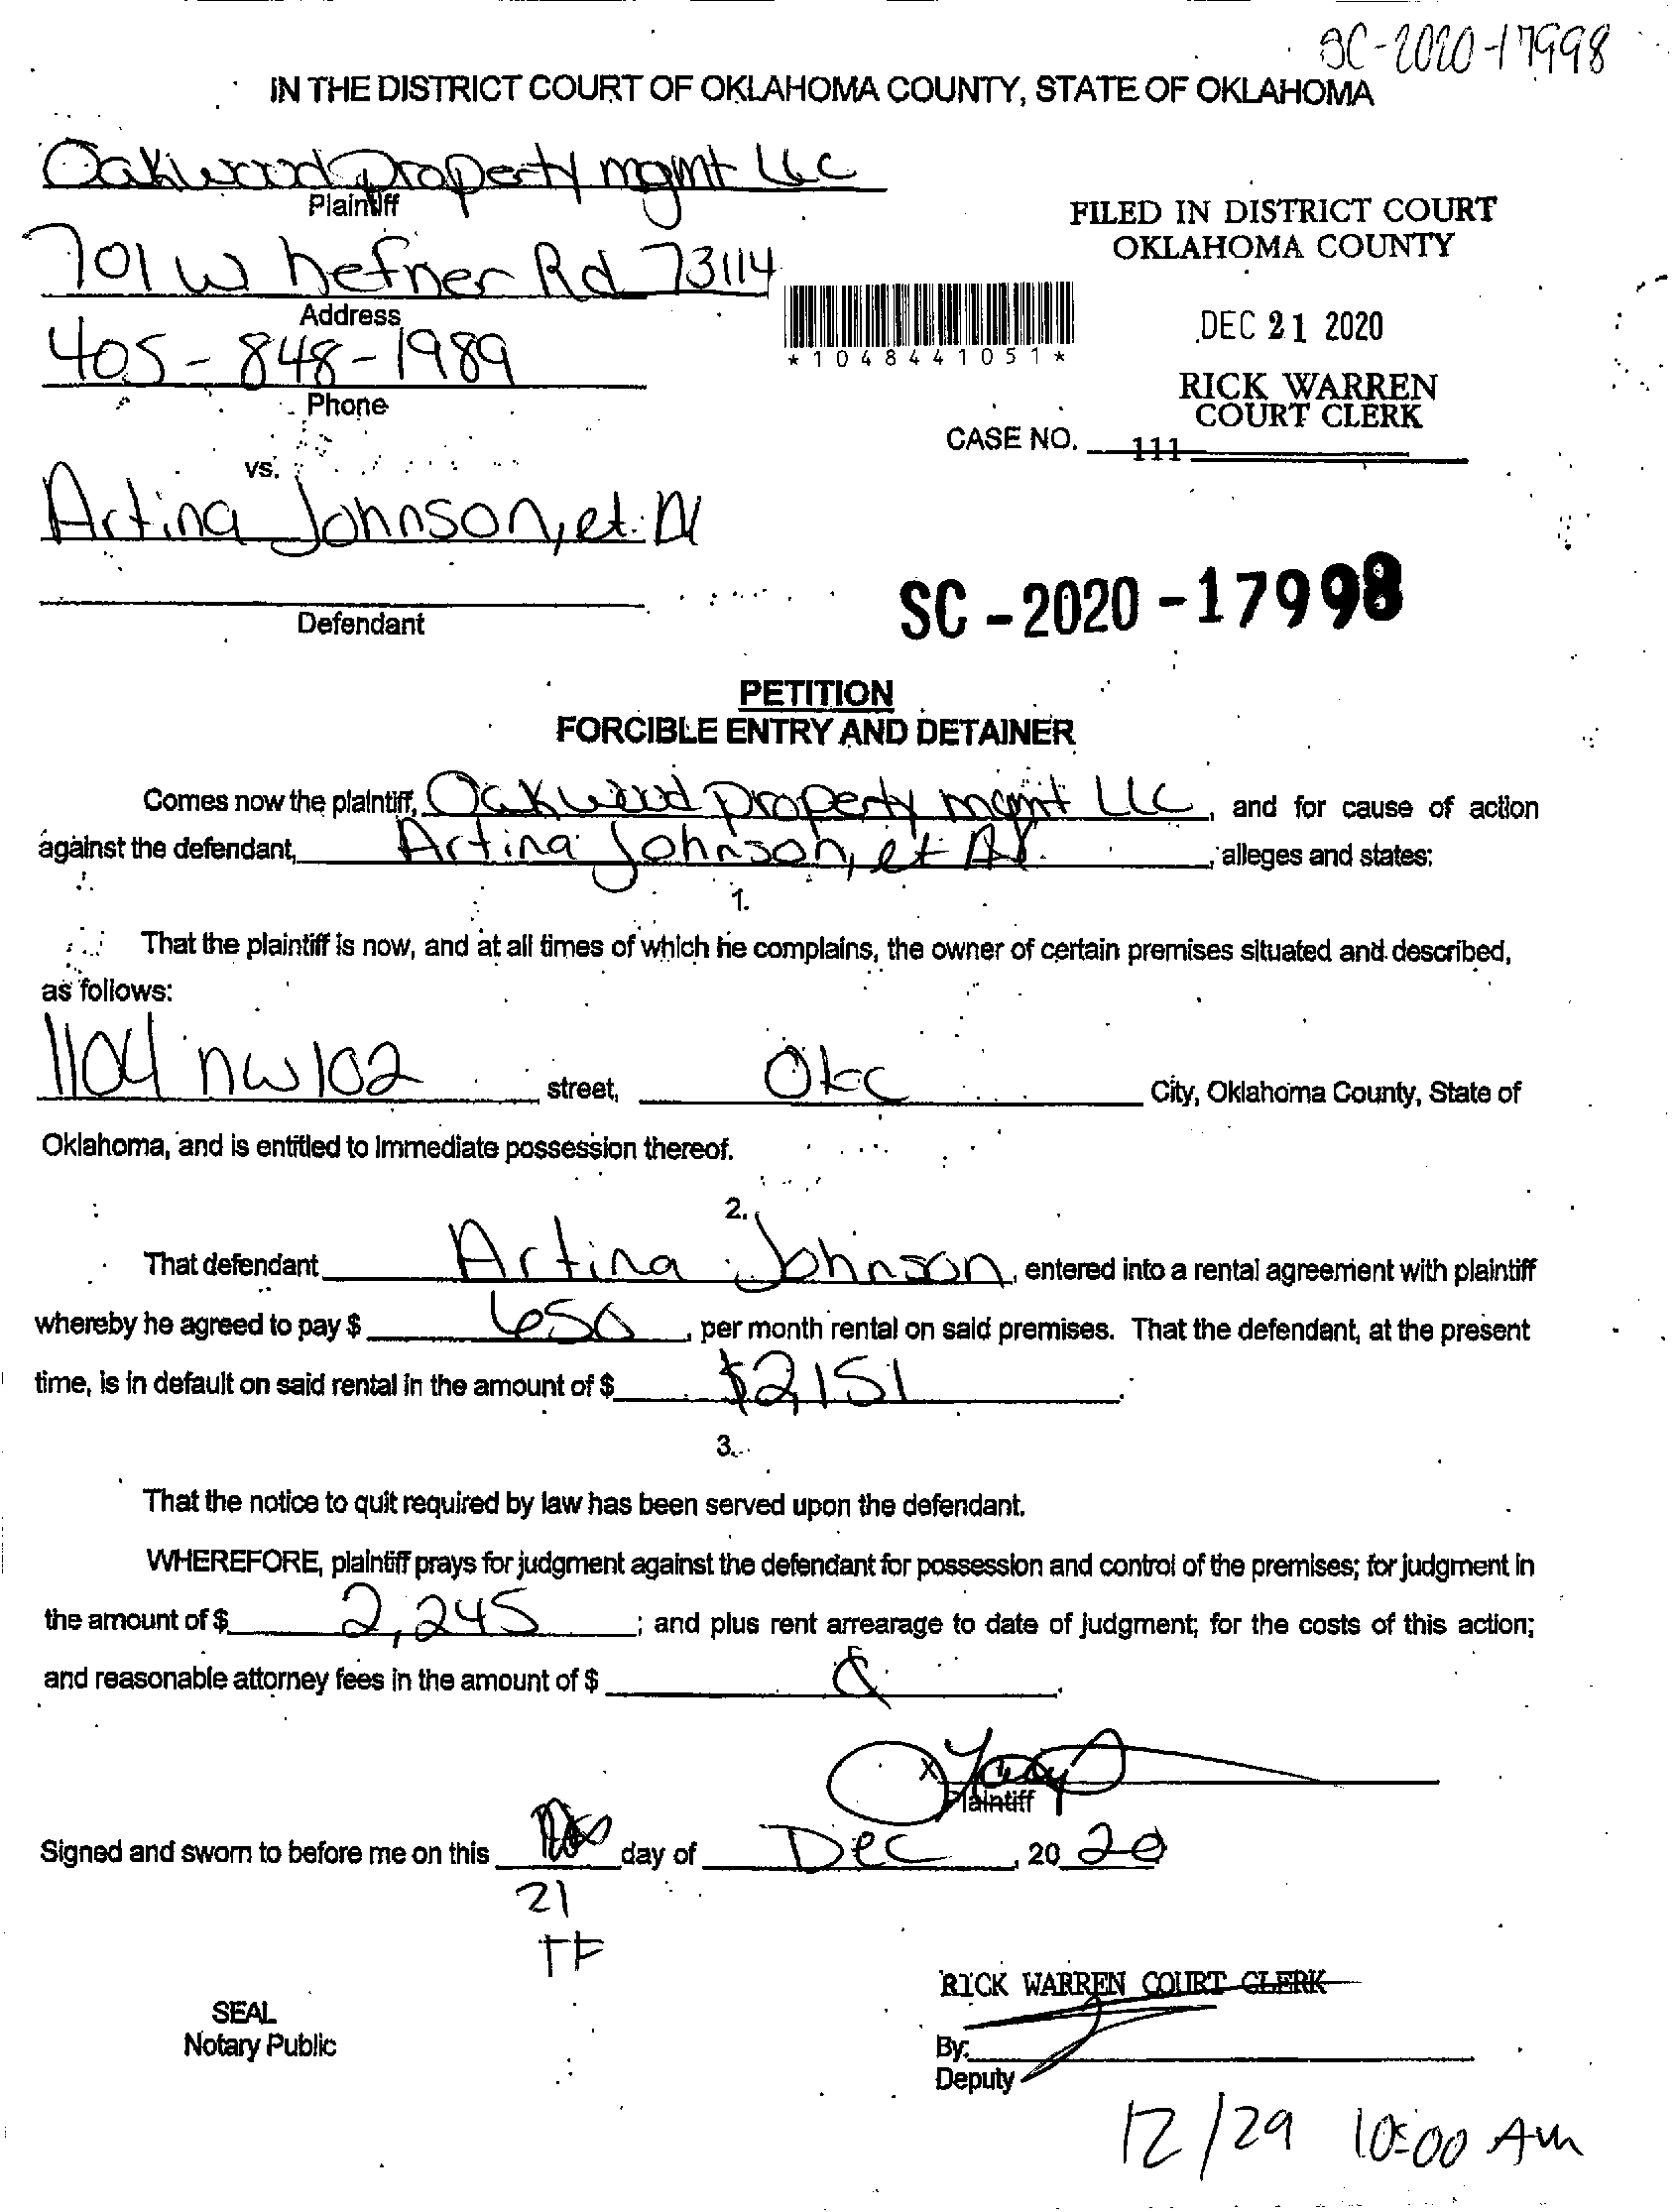 SC-2020-17998
IN THE DISTRICT COURT OF OKLAHOMA COUNTY, STATE OF OKLAHOMA
Oakwood property mgmt LLC
Plaintiff
701 W hefner Rd 73114
Address
405-848-1989
Phone
FILED IN DISTRICT COURT
OKLAHOMA COUNTY
*1048441051*
DEC 21 2020
RICK WARREN
COURT CLERK
CASE NO. 111
vs.
Artina Johnson, et. Al
Defendant
SC-2020-17998
PETITION
FORCIBLE ENTRY AND DETAINER
Comes now the plaintiff, Oakwood property mgmt LLC, and for cause of action
against the defendant, Artina Johnson, et Al. , alleges and states:
1.
That the plaintiff is now, and at all times of which he complains, the owner of certain premises situated and described,
as follows:
1104 nw 102 street, Okc City, Oklahoma County, State of
Oklahoma, and is entitled to immediate possession thereof.
2.
That defendant Artina Johnson, entered into a rental agreement with plaintiff
whereby he agreed to pay $ 650, per month rental on said premises. That the defendant, at the present
time, is in default on said rental in the amount of $ $2,151.
3.
That the notice to quit required by law has been served upon the defendant.
WHEREFORE, plaintiff prays for judgment against the defendant for possession and control of the premises; for judgment in
the amount of $ 2,245; and plus rent arrearage to date of judgment; for the costs of this action;
and reasonable attorney fees in the amount of $ .
X
Plaintiff
Signed and sworn to before me on this day of Dec, 20 20
21
TF
RICK WARREN COURT CLERK
SEAL
Notary Public
By:
Deputy
12/29 10:00 AM